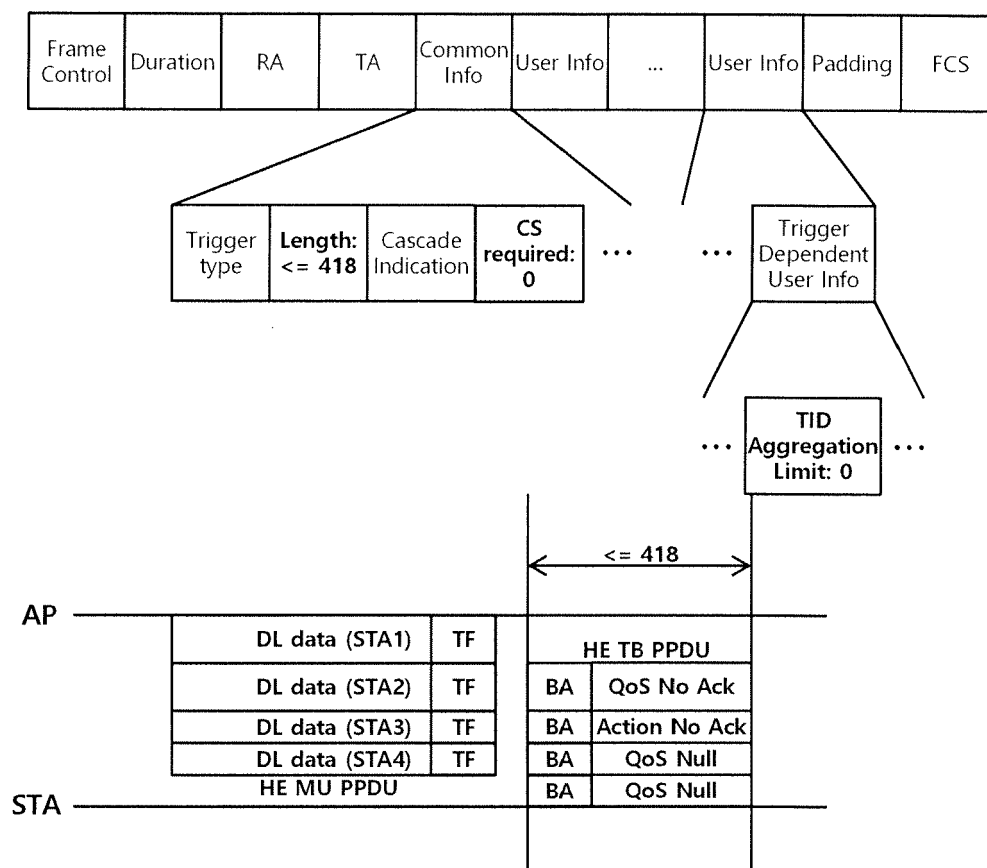 Frame Control
Duration
RA
TA
Common Info
User Info
...
User Info
Padding
FCS
Trigger type
Length: <= 418
Cascade Indication
CS required: 0
...
...
Trigger Dependent User Info
...
TID Aggregation Limit: 0
...
<= 418
AP
DL data (STA1) TF
HE TB PPDU
DL data (STA2) TF
BA QoS No Ack
DL data (STA3) TF
BA Action No Ack
DL data (STA4) TF
BA QoS Null
HE MU PPDU
BA QoS Null
STA